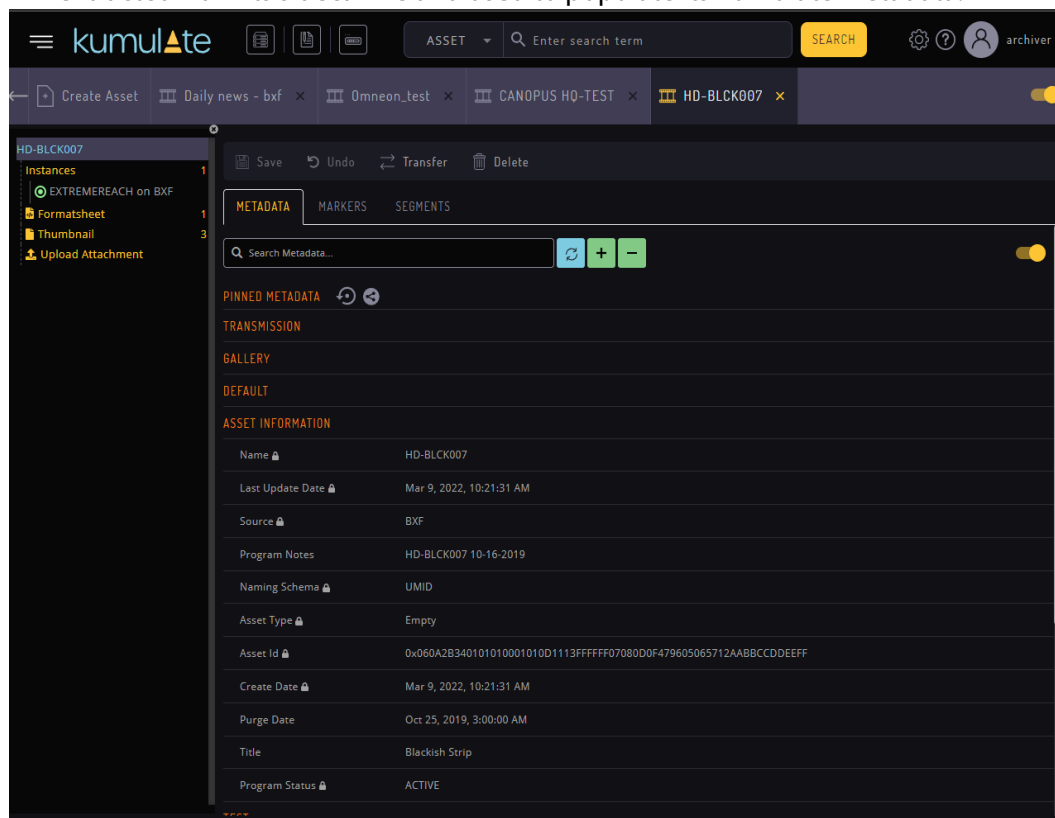 kumulate
ASSET Enter search term SEARCH archiver
Create Asset Daily news - bxf × Omneon_test × CANOPUS HQ-TEST × HD-BLCK007 ×
HD-BLCK007
Instances 1
EXTREMEREACH on BXF
Formatsheet 1
Thumbnail 3
Upload Attachment
Save Undo Transfer Delete
METADATA MARKERS SEGMENTS
Search Metadata...
PINNED METADATA
TRANSMISSION
GALLERY
DEFAULT
ASSET INFORMATION
Name HD-BLCK007
Last Update Date Mar 9, 2022, 10:21:31 AM
Source BXF
Program Notes HD-BLCK007 10-16-2019
Naming Schema UMID
Asset Type Empty
Asset Id 0x060A2B340101010001010D1113FFFFFF07080D0F479605065712AABBCCDDEEFF
Create Date Mar 9, 2022, 10:21:31 AM
Purge Date Oct 25, 2019, 3:00:00 AM
Title Blackish Strip
Program Status ACTIVE